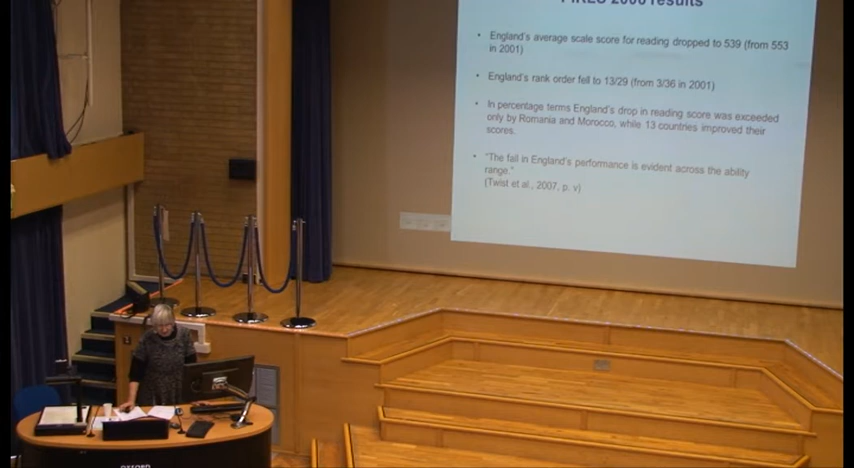 PIRLS 2006 results
• England's average scale score for reading dropped to 539 (from 553
in 2001)
• England's rank order fell to 13/29 (from 3/36 in 2001)
• In percentage terms England's drop in reading score was exceeded
only by Romania and Morocco, while 13 countries improved their
scores.
• "The fall in England's performance is evident across the ability
range."
(Twist et al., 2007, p. v)
OXFORD